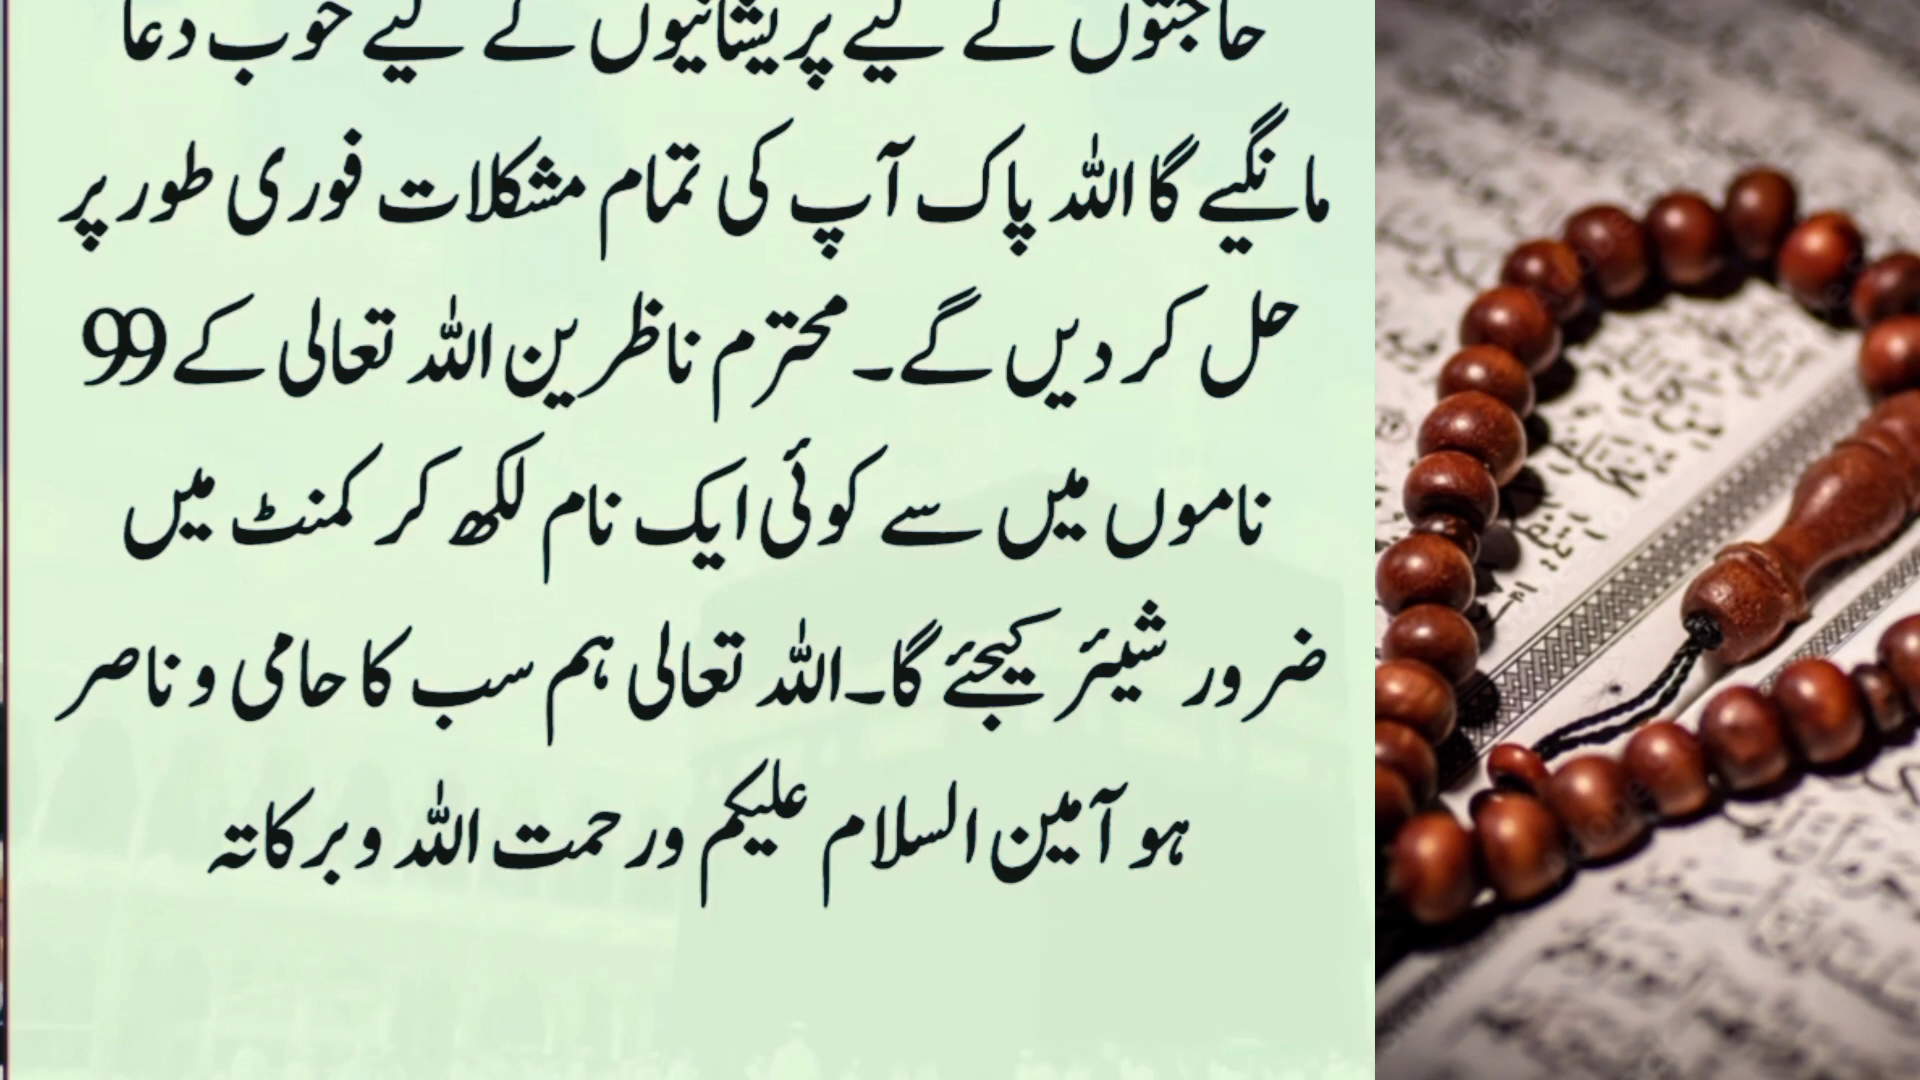 حاجتوں کے لیے پریشانیوں کے لیے خوب دعا
مانگیے گا اللہ پاک آپ کی تمام مشکلات فوری طور پر
حل کر دیں گے۔ محترم ناظرین اللہ تعالی کے 99
ناموں میں سے کوئی ایک نام لکھ کر کمنٹ میں
ضرور شیئر کیجئے گا۔ اللہ تعالی ہم سب کا حامی و ناصر
ہو آمین السلام علیکم ورحمت اللہ وبرکاتہ